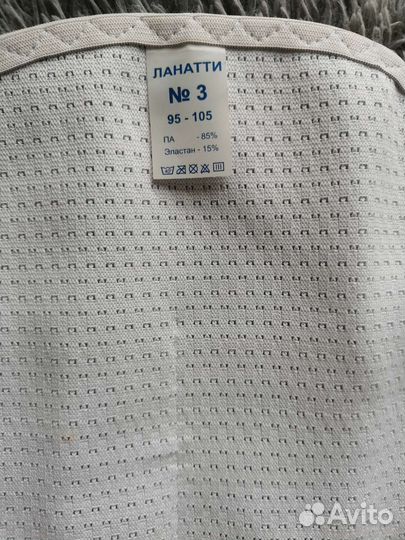 ЛАНАТТИ
№ 3
95 - 105
ПА - 85%
Эластан - 15%
Avito